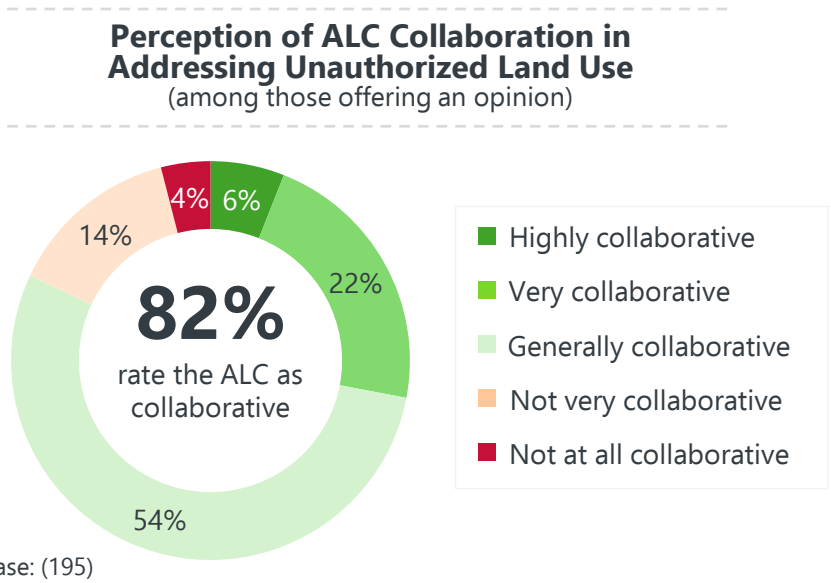 Perception of ALC Collaboration in
Addressing Unauthorized Land Use
(among those offering an opinion)
4%
6%
14%
22%
82%
rate the ALC as
collaborative
54%
Highly collaborative
Very collaborative
Generally collaborative
Not very collaborative
Not at all collaborative
ase: (195)